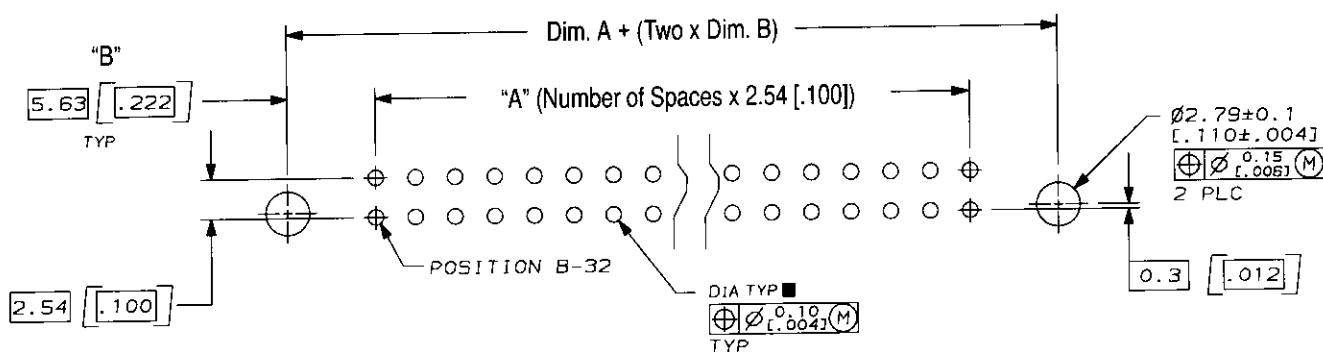 Dim. A + (Two x Dim. B)
"B"
5.63 [.222]
TYP
"A" (Number of Spaces x 2.54 [.100])
Ø2.79±0.1
[.110±.004]
⌖ Ø 0.15 [.006] Ⓜ
2 PLC
POSITION B-32
2.54 [.100]
DIA TYP ■
⌖ Ø 0.10 [.004] Ⓜ
TYP
0.3 [.012]